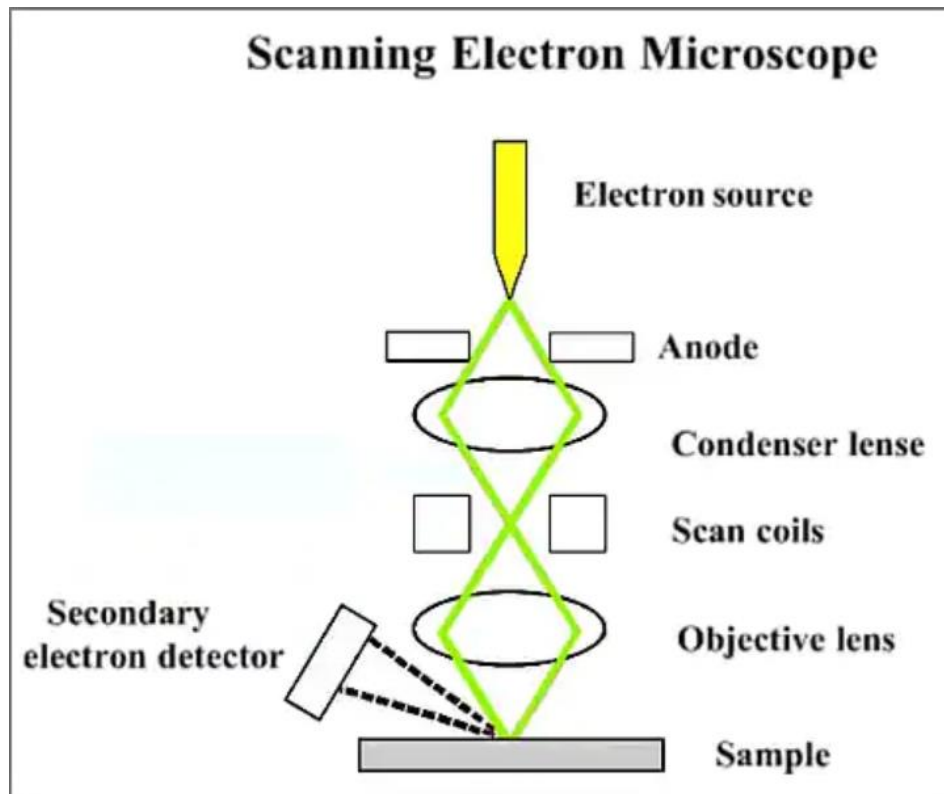 Scanning Electron Microscope
Electron source
Anode
Condenser lense
Scan coils
Secondary
electron detector
Objective lens
Sample